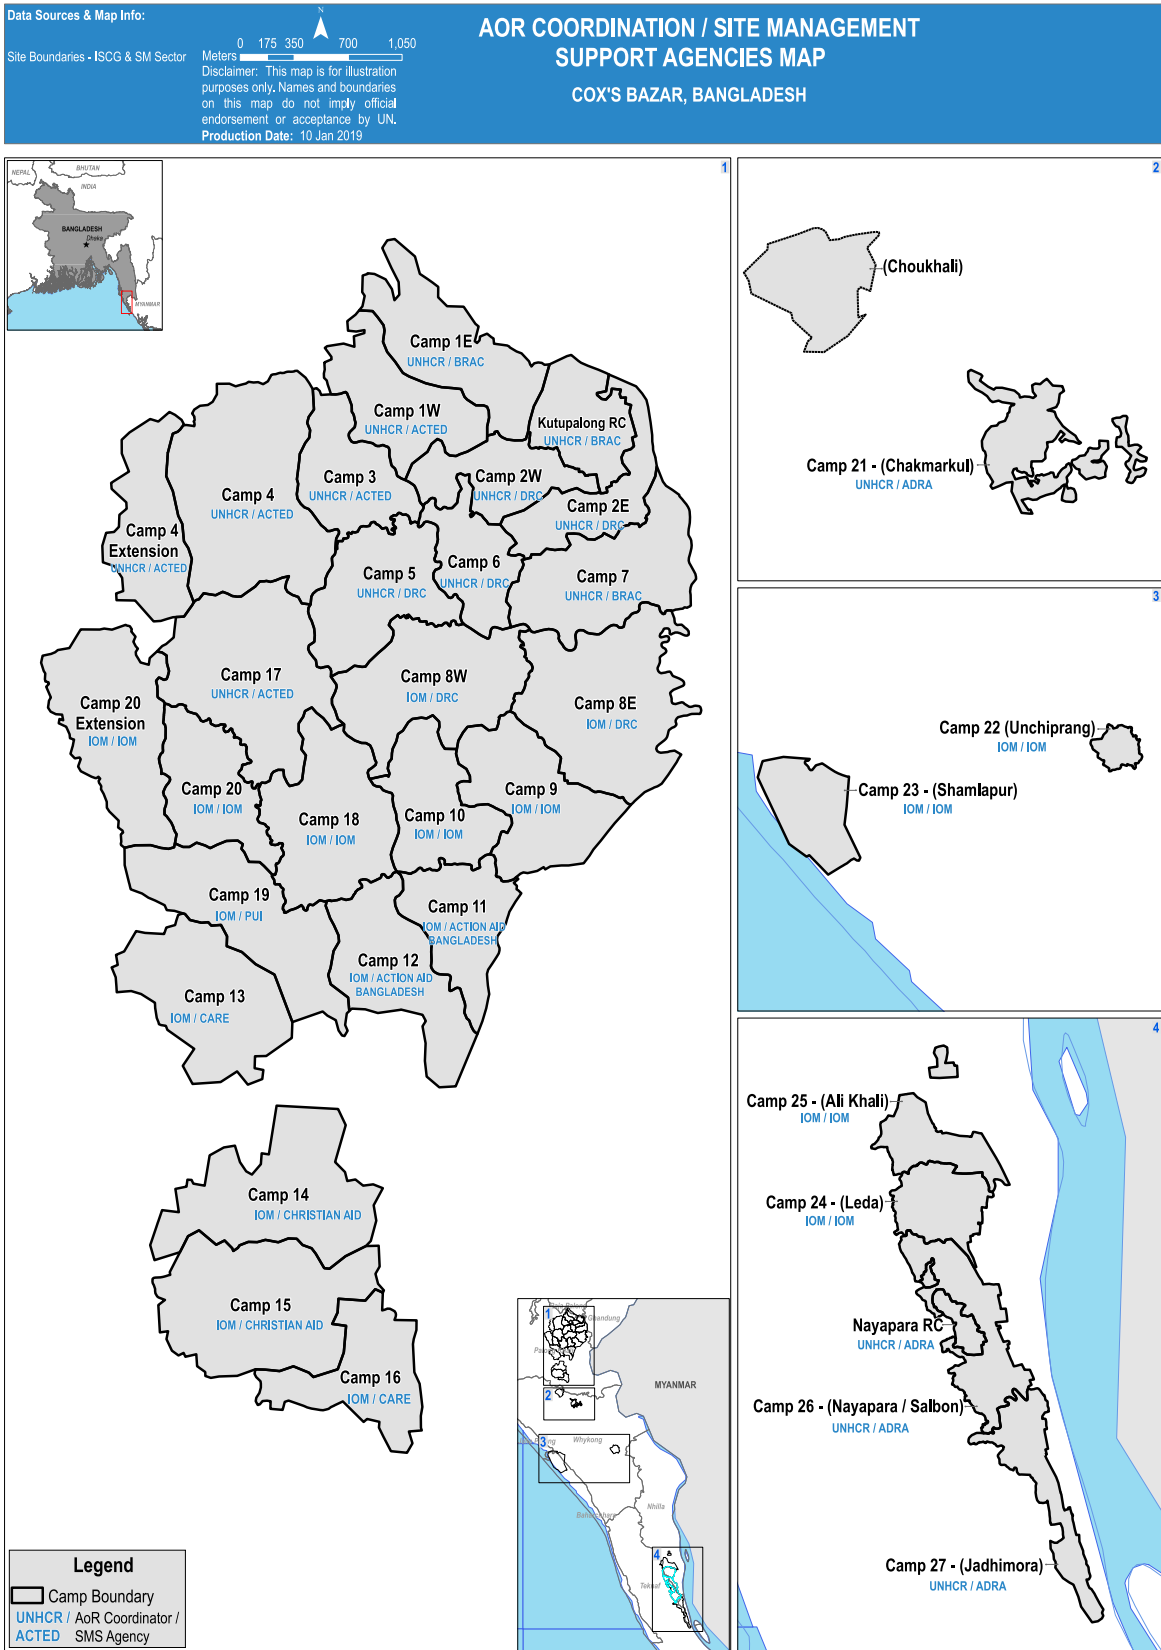 Data Sources & Map Info:
Site Boundaries - ISCG & SM Sector
N
0 175 350 700 1,050
Meters
Disclaimer: This map is for illustration
purposes only. Names and boundaries
on this map do not imply official
endorsement or acceptance by UN.
Production Date: 10 Jan 2019
AOR COORDINATION / SITE MANAGEMENT
SUPPORT AGENCIES MAP
COX'S BAZAR, BANGLADESH
1
NEPAL
BHUTAN
INDIA
BANGLADESH
Dhaka
MYANMAR
Camp 1E
UNHCR / BRAC
Camp 1W
UNHCR / ACTED
Kutupalong RC
UNHCR / BRAC
Camp 3
UNHCR / ACTED
Camp 2W
UNHCR / DRC
Camp 4
UNHCR / ACTED
Camp 2E
UNHCR / DRC
Camp 4
Extension
UNHCR / ACTED
Camp 6
UNHCR / DRC
Camp 5
UNHCR / DRC
Camp 7
UNHCR / BRAC
Camp 17
UNHCR / ACTED
Camp 8W
IOM / DRC
Camp 8E
IOM / DRC
Camp 20
Extension
IOM / IOM
Camp 20
IOM / IOM
Camp 9
IOM / IOM
Camp 18
IOM / IOM
Camp 10
IOM / IOM
Camp 19
IOM / PUI
Camp 11
IOM / ACTION AID
BANGLADESH
Camp 12
IOM / ACTION AID
BANGLADESH
Camp 13
IOM / CARE
Camp 14
IOM / CHRISTIAN AID
Camp 15
IOM / CHRISTIAN AID
Camp 16
IOM / CARE
1
2
3
4
MYANMAR
Whykong
Nhilla
Legend
Camp Boundary
UNHCR / AoR Coordinator /
ACTED SMS Agency
2
(Choukhali)
Camp 21 - (Chakmarkul)
UNHCR / ADRA
3
Camp 22 (Unchiprang)
IOM / IOM
Camp 23 - (Shamlapur)
IOM / IOM
4
Camp 25 - (Ali Khali)
IOM / IOM
Camp 24 - (Leda)
IOM / IOM
Nayapara RC
UNHCR / ADRA
Camp 26 - (Nayapara / Salbon)
UNHCR / ADRA
Camp 27 - (Jadhimora)
UNHCR / ADRA